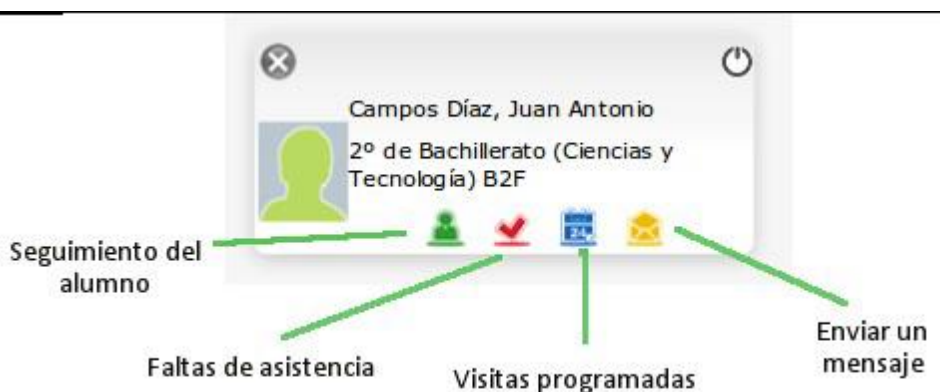 Campos Díaz, Juan Antonio
2º de Bachillerato (Ciencias y
Tecnología) B2F
24
Seguimiento del
alumno
Faltas de asistencia
Visitas programadas
Enviar un
mensaje